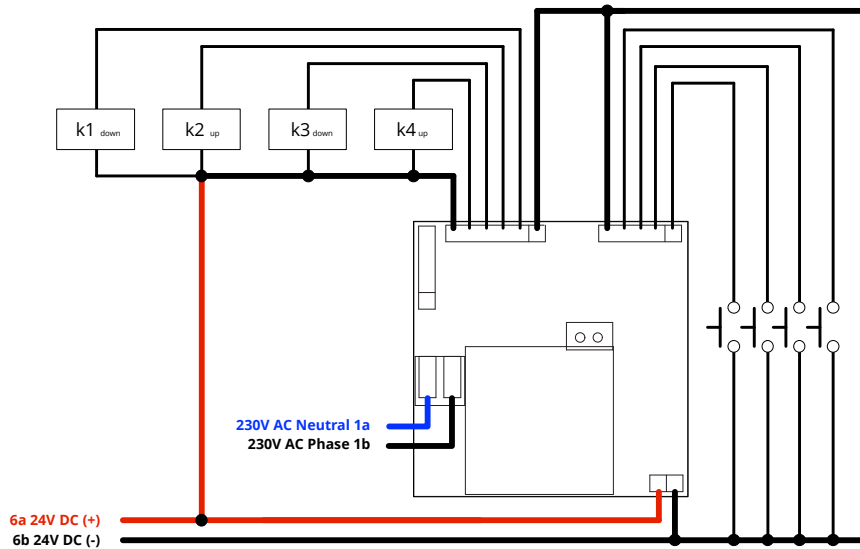 k1 down
k2 up
k3 down
k4 up
230V AC Neutral 1a
230V AC Phase 1b
6a 24V DC (+)
6b 24V DC (-)